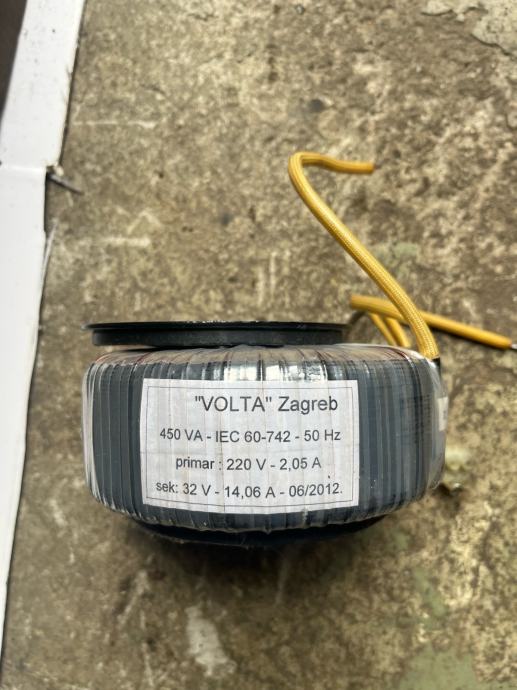 "VOLTA" Zagreb
450 VA - IEC 60-742 - 50 Hz
primar : 220 V - 2,05 A
sek: 32 V - 14,06 A - 06/2012.